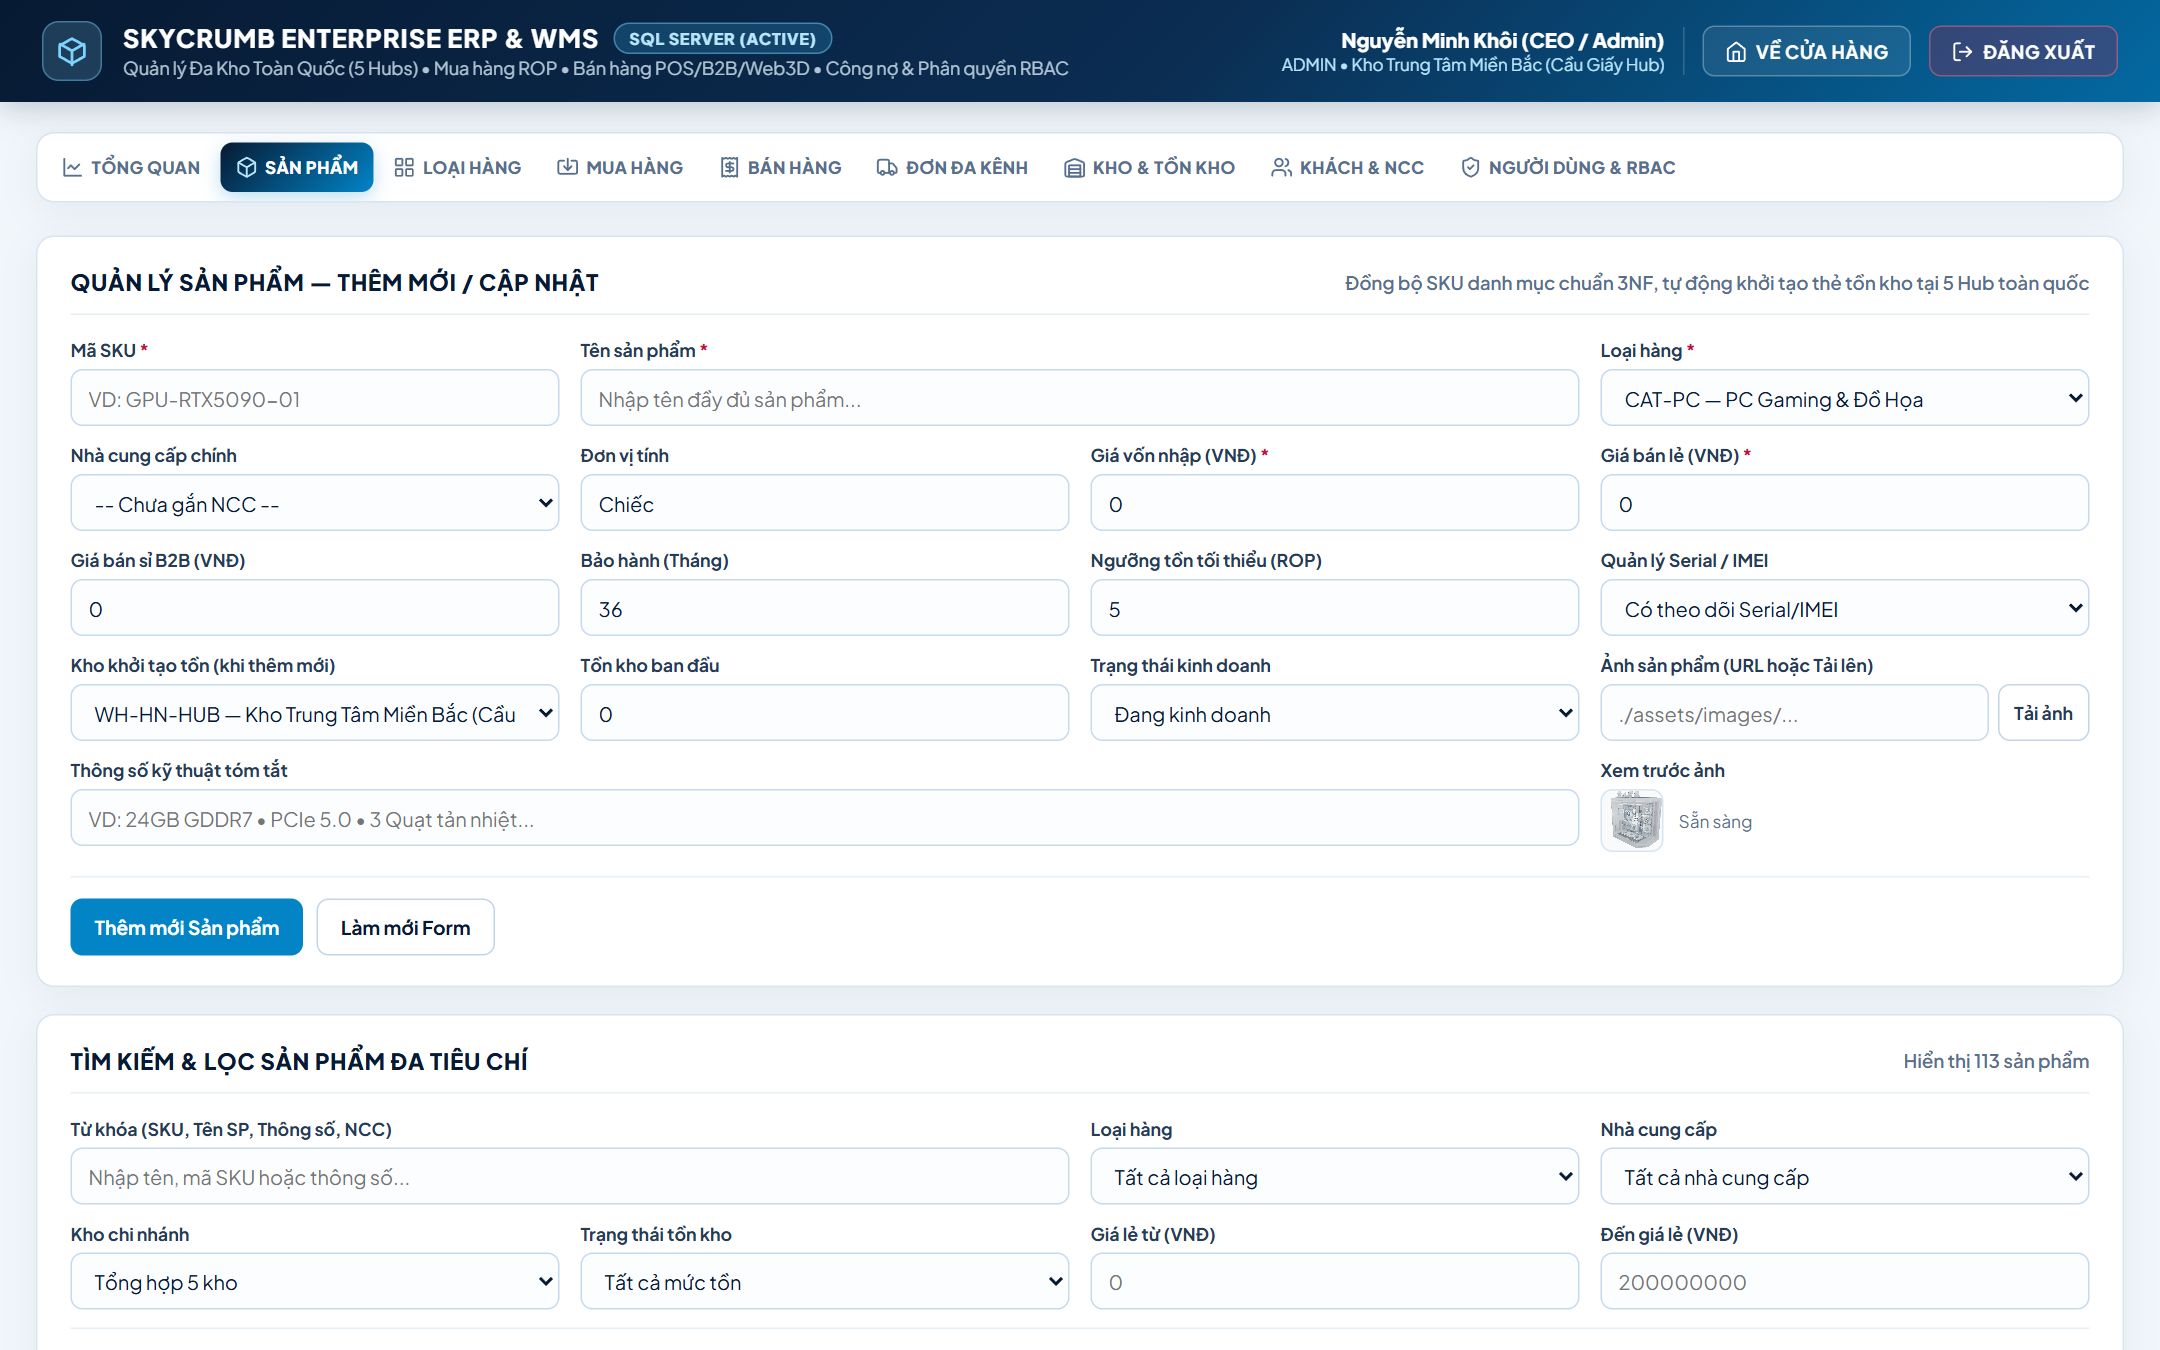 SKYCRUMB ENTERPRISE ERP & WMS SQL SERVER (ACTIVE)
Quản lý Đa Kho Toàn Quốc (5 Hubs) • Mua hàng ROP • Bán hàng POS/B2B/Web3D • Công nợ & Phân quyền RBAC
Nguyễn Minh Khôi (CEO / Admin)
ADMIN • Kho Trung Tâm Miền Bắc (Cầu Giấy Hub)
VỀ CỬA HÀNG
ĐĂNG XUẤT
TỔNG QUAN SẢN PHẨM LOẠI HÀNG MUA HÀNG BÁN HÀNG ĐƠN ĐA KÊNH KHO & TỒN KHO KHÁCH & NCC NGƯỜI DÙNG & RBAC
QUẢN LÝ SẢN PHẨM — THÊM MỚI / CẬP NHẬT
Đồng bộ SKU danh mục chuẩn 3NF, tự động khởi tạo thẻ tồn kho tại 5 Hub toàn quốc
Mã SKU * Tên sản phẩm * Loại hàng *
VD: GPU-RTX5090-01 Nhập tên đầy đủ sản phẩm... CAT-PC — PC Gaming & Đồ Họa
Nhà cung cấp chính Đơn vị tính Giá vốn nhập (VNĐ) * Giá bán lẻ (VNĐ) *
-- Chưa gắn NCC -- Chiếc 0 0
Giá bán sỉ B2B (VNĐ) Bảo hành (Tháng) Ngưỡng tồn tối thiểu (ROP) Quản lý Serial / IMEI
0 36 5 Có theo dõi Serial/IMEI
Kho khởi tạo tồn (khi thêm mới) Tồn kho ban đầu Trạng thái kinh doanh Ảnh sản phẩm (URL hoặc Tải lên)
WH-HN-HUB — Kho Trung Tâm Miền Bắc (Cầu 0 Đang kinh doanh ./assets/images/... Tải ảnh
Thông số kỹ thuật tóm tắt Xem trước ảnh
VD: 24GB GDDR7 • PCIe 5.0 • 3 Quạt tản nhiệt... Sẵn sàng
Thêm mới Sản phẩm Làm mới Form
TÌM KIẾM & LỌC SẢN PHẨM ĐA TIÊU CHÍ
Hiển thị 113 sản phẩm
Từ khóa (SKU, Tên SP, Thông số, NCC) Loại hàng Nhà cung cấp
Nhập tên, mã SKU hoặc thông số... Tất cả loại hàng Tất cả nhà cung cấp
Kho chi nhánh Trạng thái tồn kho Giá lẻ từ (VNĐ) Đến giá lẻ (VNĐ)
Tổng hợp 5 kho Tất cả mức tồn 0 200000000